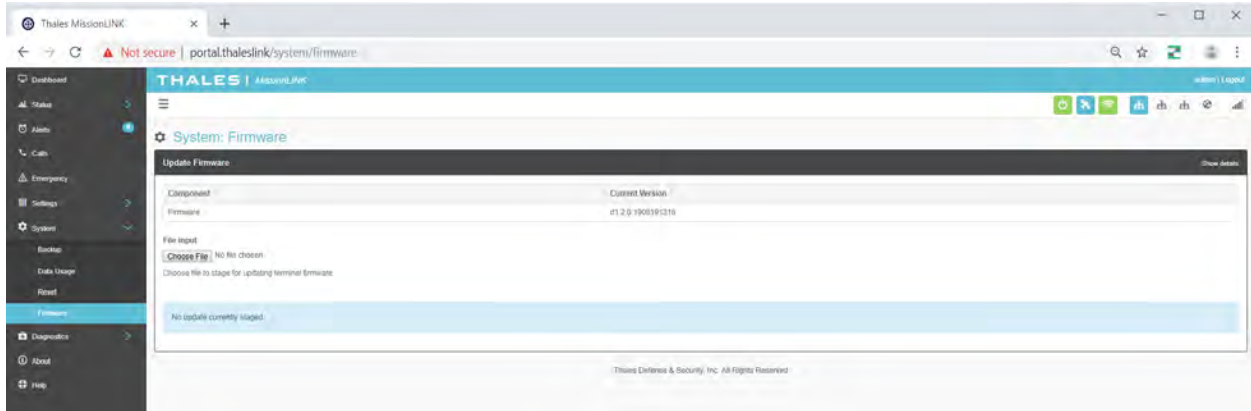 Thales MissionLINK
Not secure | portal.thaleslink/system/firmware
Dashboard
Status
Alerts
Calls
Emergency
Settings
System
Backup
Data Usage
Reset
Firmware
Diagnostics
About
Help
THALES | MissionLINK
admin | Logout
System: Firmware
Update Firmware
Show details
Component
Current Version
Firmware
File input
Choose File No file chosen
Choose file to stage for updating terminal firmware
No update currently staged.
Thales Defense & Security, Inc. All Rights Reserved